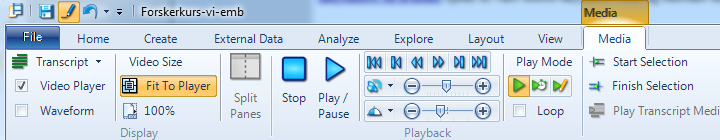 Forskerkurs-vi-emb
Media
File Home Create External Data Analyze Explore Layout View Media
Transcript Video Size Play Mode Start Selection
Video Player Fit To Player Split Panes Stop Play / Pause Finish Selection
Waveform 100% Loop Play Transcript Media
Display Playback